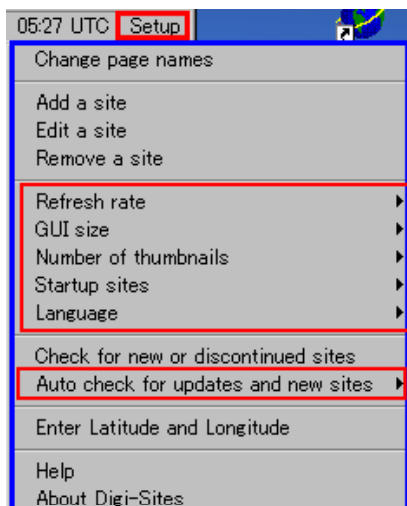 05:27 UTC Setup
Change page names
Add a site
Edit a site
Remove a site
Refresh rate
GUI size
Number of thumbnails
Startup sites
Language
Check for new or discontinued sites
Auto check for updates and new sites
Enter Latitude and Longitude
Help
About Digi-Sites